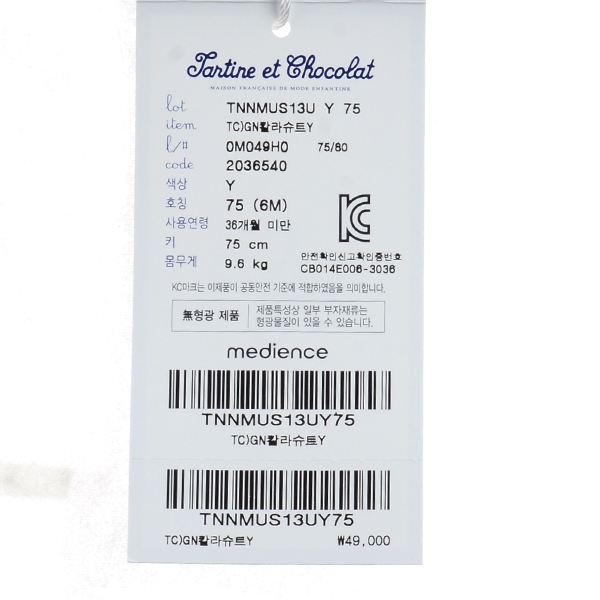 Tartine et Chocolat
MAISON FRANÇAISE DE MODE ENFANTINE
lot TNNMUS13U Y 75
item TC)GN칼라슈트Y
l/# 0M049H0 75/80
code 2036540
색상 Y
호칭 75 (6M)
사용연령 36개월 미만
키 75 cm
몸무게 9.6 kg
안전확인신고확인증번호
CB014E006-3036
KC마크는 이제품이 공통안전 기준에 적합하였음을 의미합니다.
無형광 제품
제품특성상 일부 부자재류는
형광물질이 있을 수 있습니다.
medience
TNNMUS13UY75
TC)GN칼라슈트Y
TNNMUS13UY75
TC)GN칼라슈트Y ₩49,000